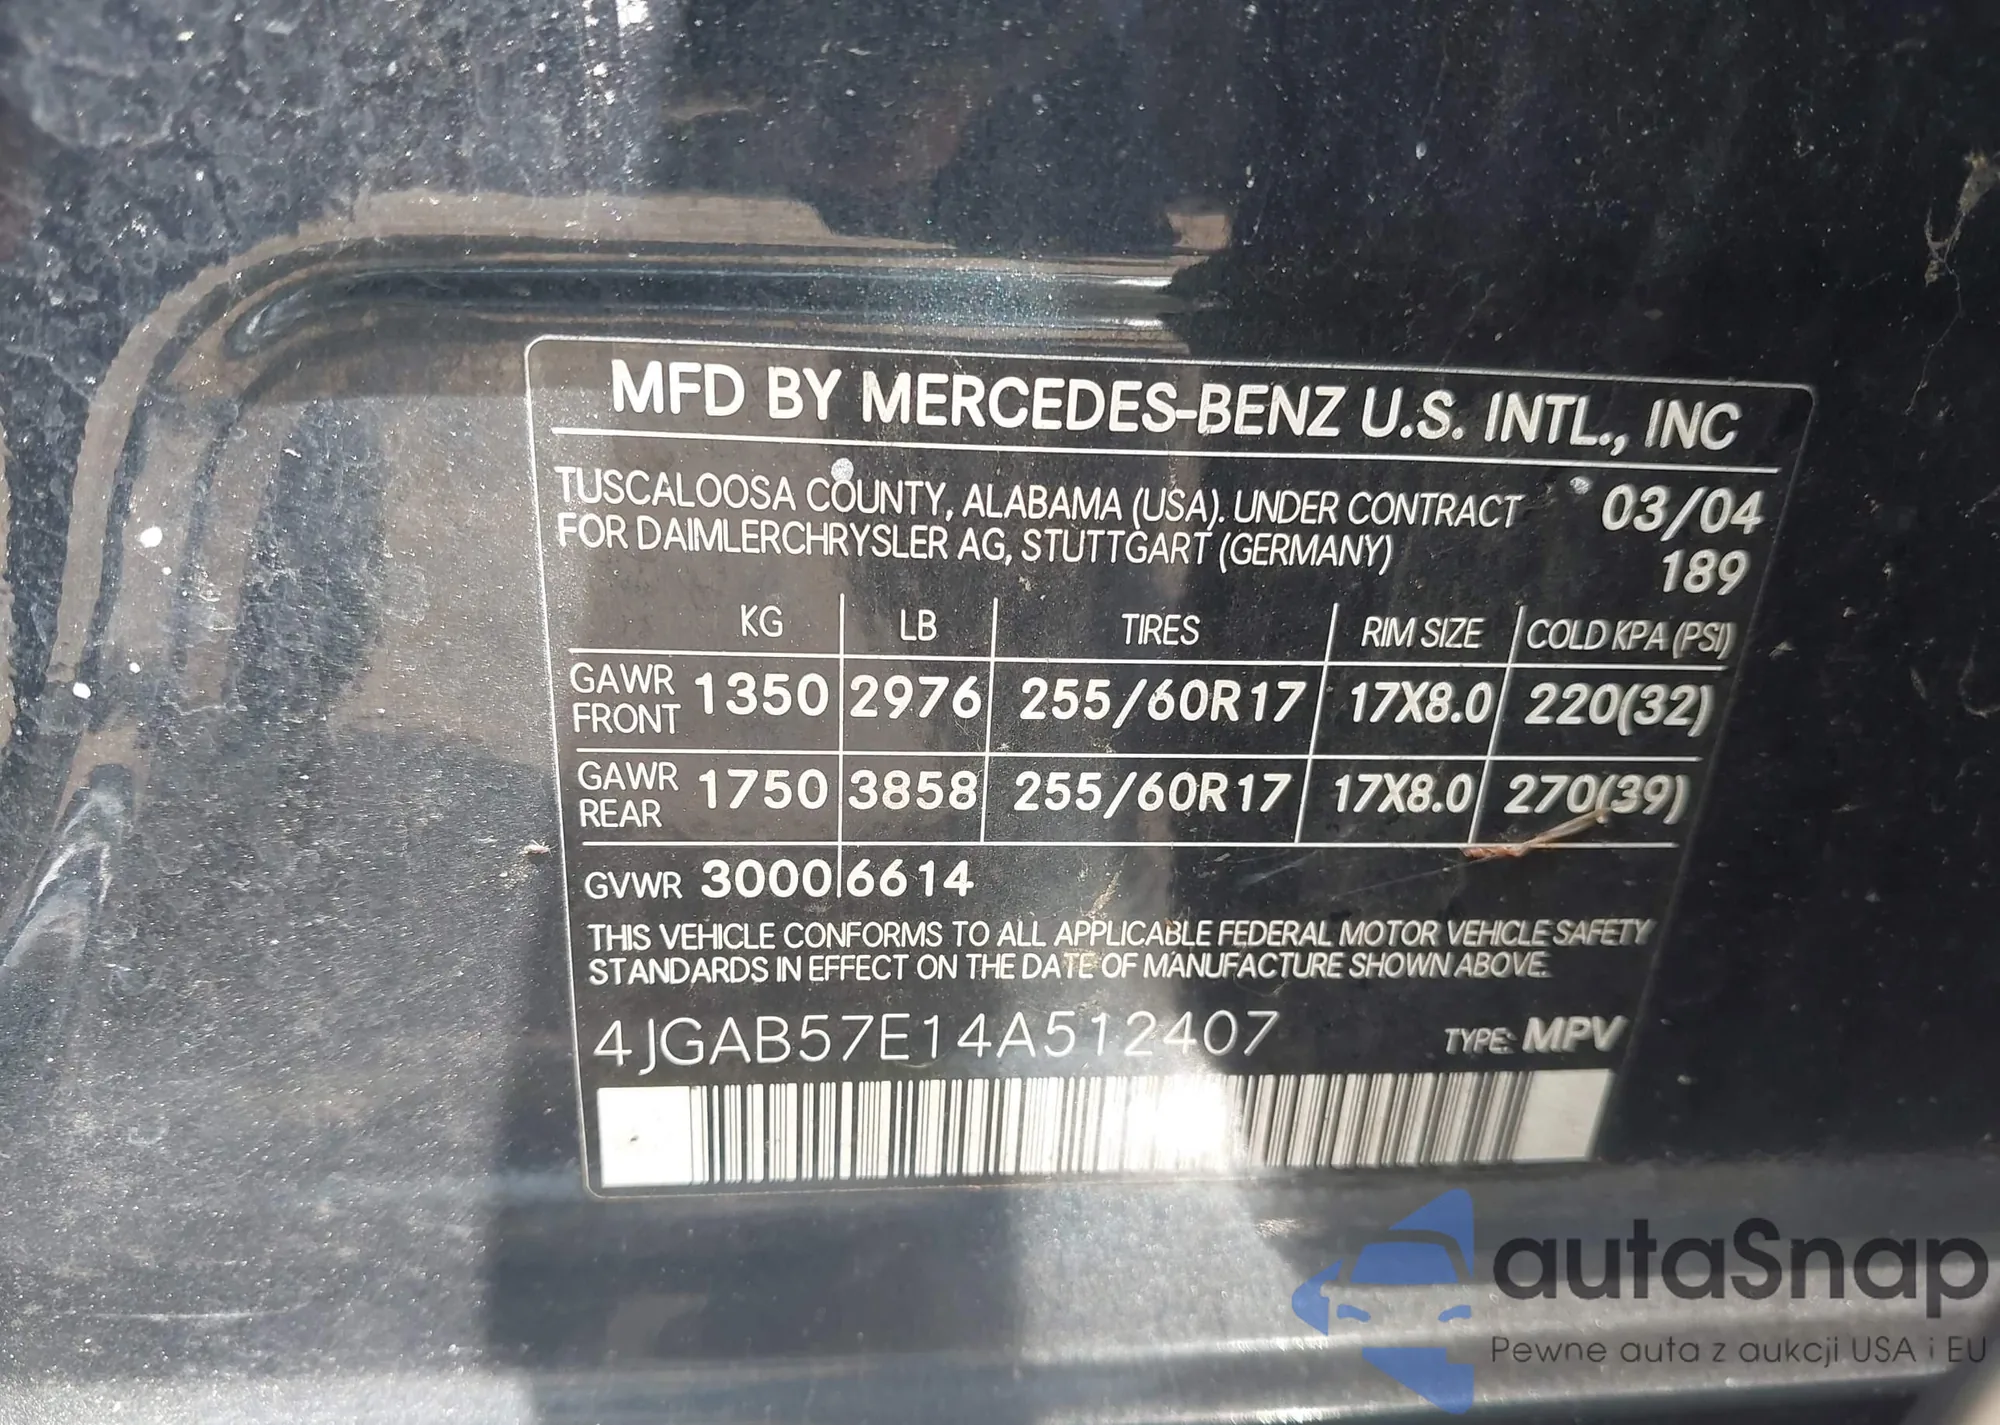 MFD BY MERCEDES-BENZ U.S. INTL., INC
TUSCALOOSA COUNTY, ALABAMA (USA). UNDER CONTRACT 03/04
FOR DAIMLERCHRYSLER AG, STUTTGART (GERMANY) 189
KG LB TIRES RIM SIZE COLD KPA (PSI)
GAWR FRONT 1350 2976 255/60R17 17X8.0 220(32)
GAWR REAR 1750 3858 255/60R17 17X8.0 270(39)
GVWR 3000 6614
THIS VEHICLE CONFORMS TO ALL APPLICABLE FEDERAL MOTOR VEHICLE SAFETY
STANDARDS IN EFFECT ON THE DATE OF MANUFACTURE SHOWN ABOVE.
4JGAB57E14A512407 TYPE: MPV
autaSnap
Pewne auta z aukcji USA i EU